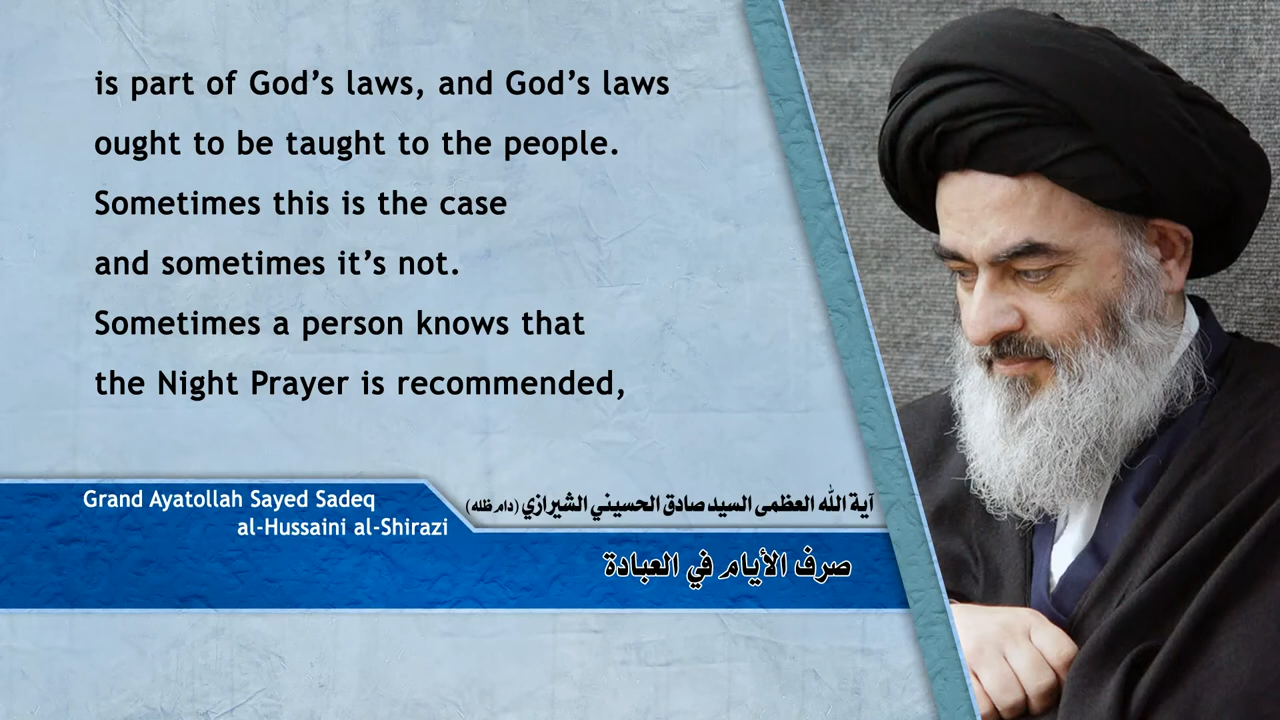 is part of God’s laws, and God’s laws
ought to be taught to the people.
Sometimes this is the case
and sometimes it’s not.
Sometimes a person knows that
the Night Prayer is recommended,
Grand Ayatollah Sayed Sadeq
al-Hussaini al-Shirazi
آية الله العظمى السيد صادق الحسيني الشيرازي (دام ظله)
صرف الأيام في العبادة